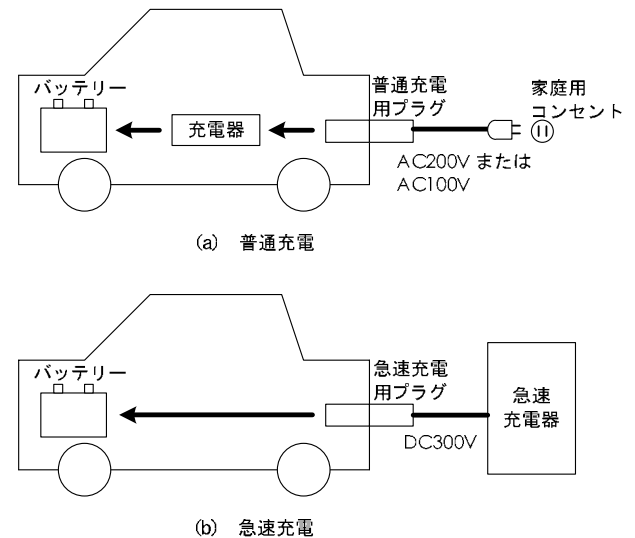 バッテリー
充電器
普通充電
用プラグ
家庭用
コンセント
AC200V または
AC100V
(a) 普通充電
バッテリー
急速充電
用プラグ
DC300V
急速
充電器
(b) 急速充電